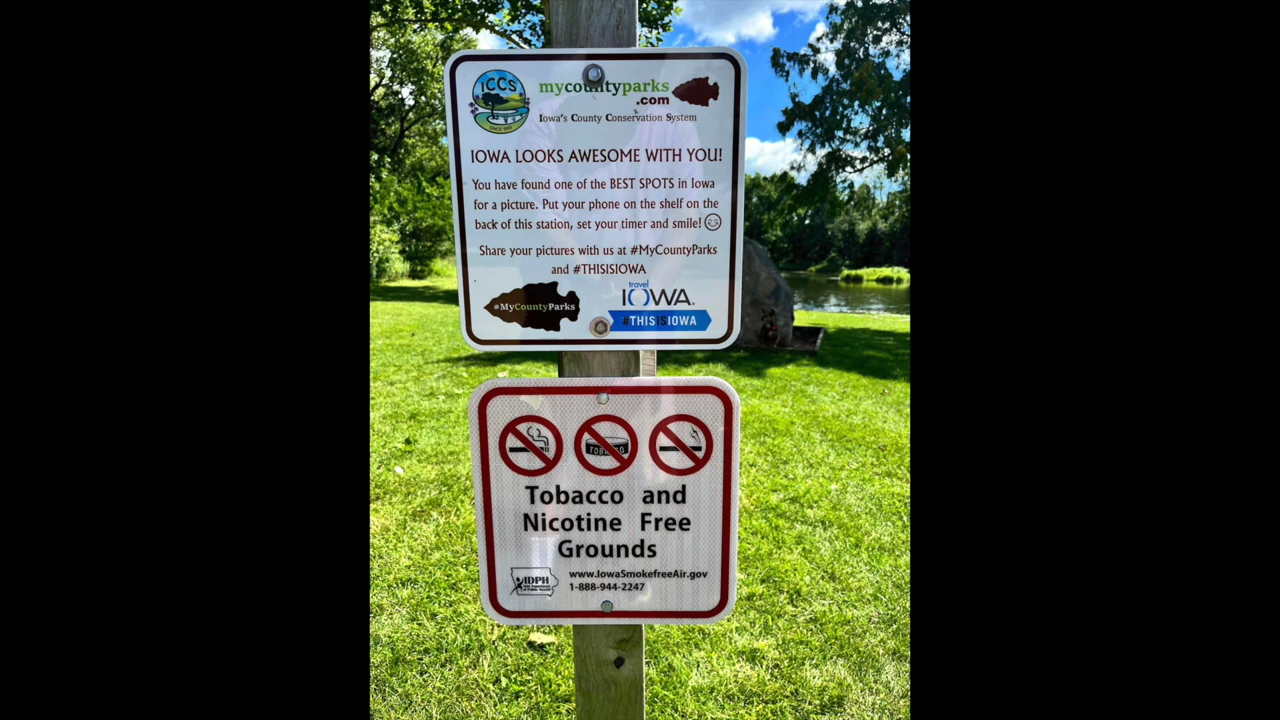 ICCS
SINCE 1955
mycountyparks
.com
Iowa's County Conservation System
IOWA LOOKS AWESOME WITH YOU!
You have found one of the BEST SPOTS in Iowa
for a picture. Put your phone on the shelf on the
back of this station, set your timer and smile!
Share your pictures with us at #MyCountyParks
and #THISISIOWA
#MyCountyParks
travel
IOWA
#THISISIOWA
TOBACCO
Tobacco and
Nicotine Free
Grounds
IDPH
www.IowaSmokefreeAir.gov
1-888-944-2247